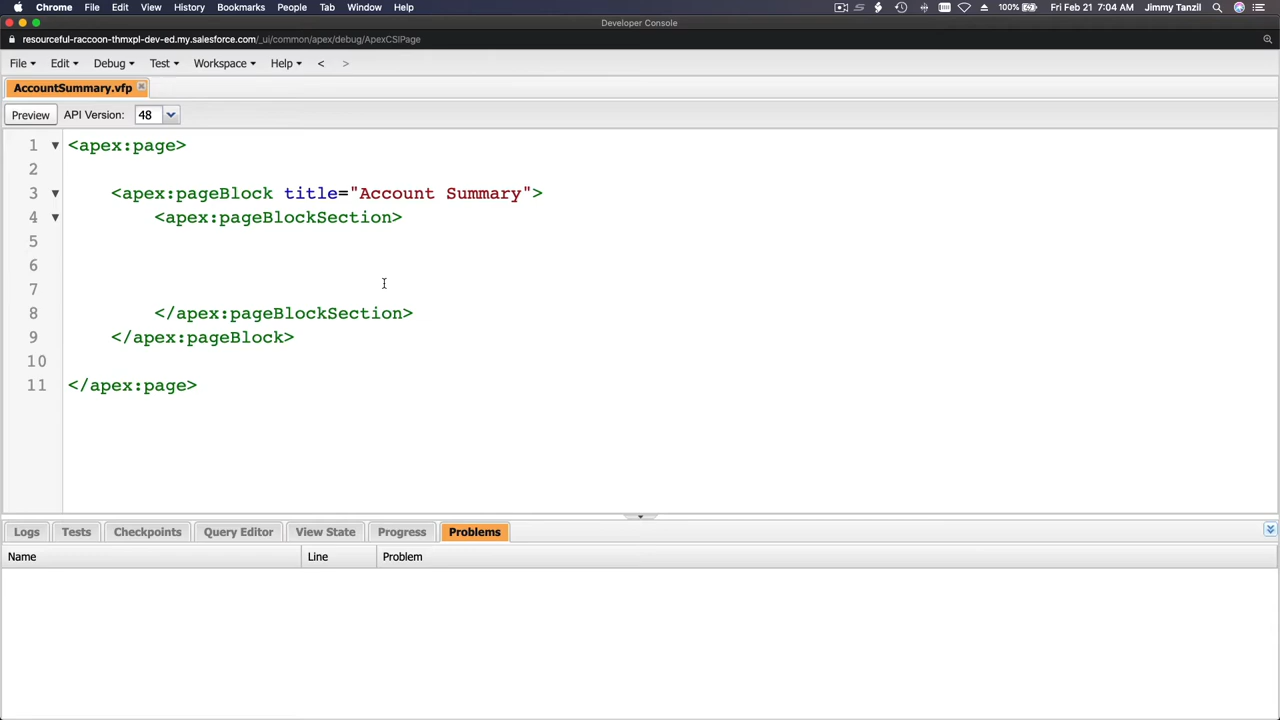 Chrome File Edit View History Bookmarks People Tab Window Help 100% Fri Feb 21 7:04 AM Jimmy Tanzil
Developer Console
resourceful-raccoon-thmxpl-dev-ed.my.salesforce.com/_ui/common/apex/debug/ApexCSIPage
File Edit Debug Test Workspace Help < >
AccountSummary.vfp
Preview API Version: 48
1 <apex:page>
2
3 <apex:pageBlock title="Account Summary">
4 <apex:pageBlockSection>
5
6
7
8 </apex:pageBlockSection>
9 </apex:pageBlock>
10
11 </apex:page>
Logs Tests Checkpoints Query Editor View State Progress Problems
Name Line Problem